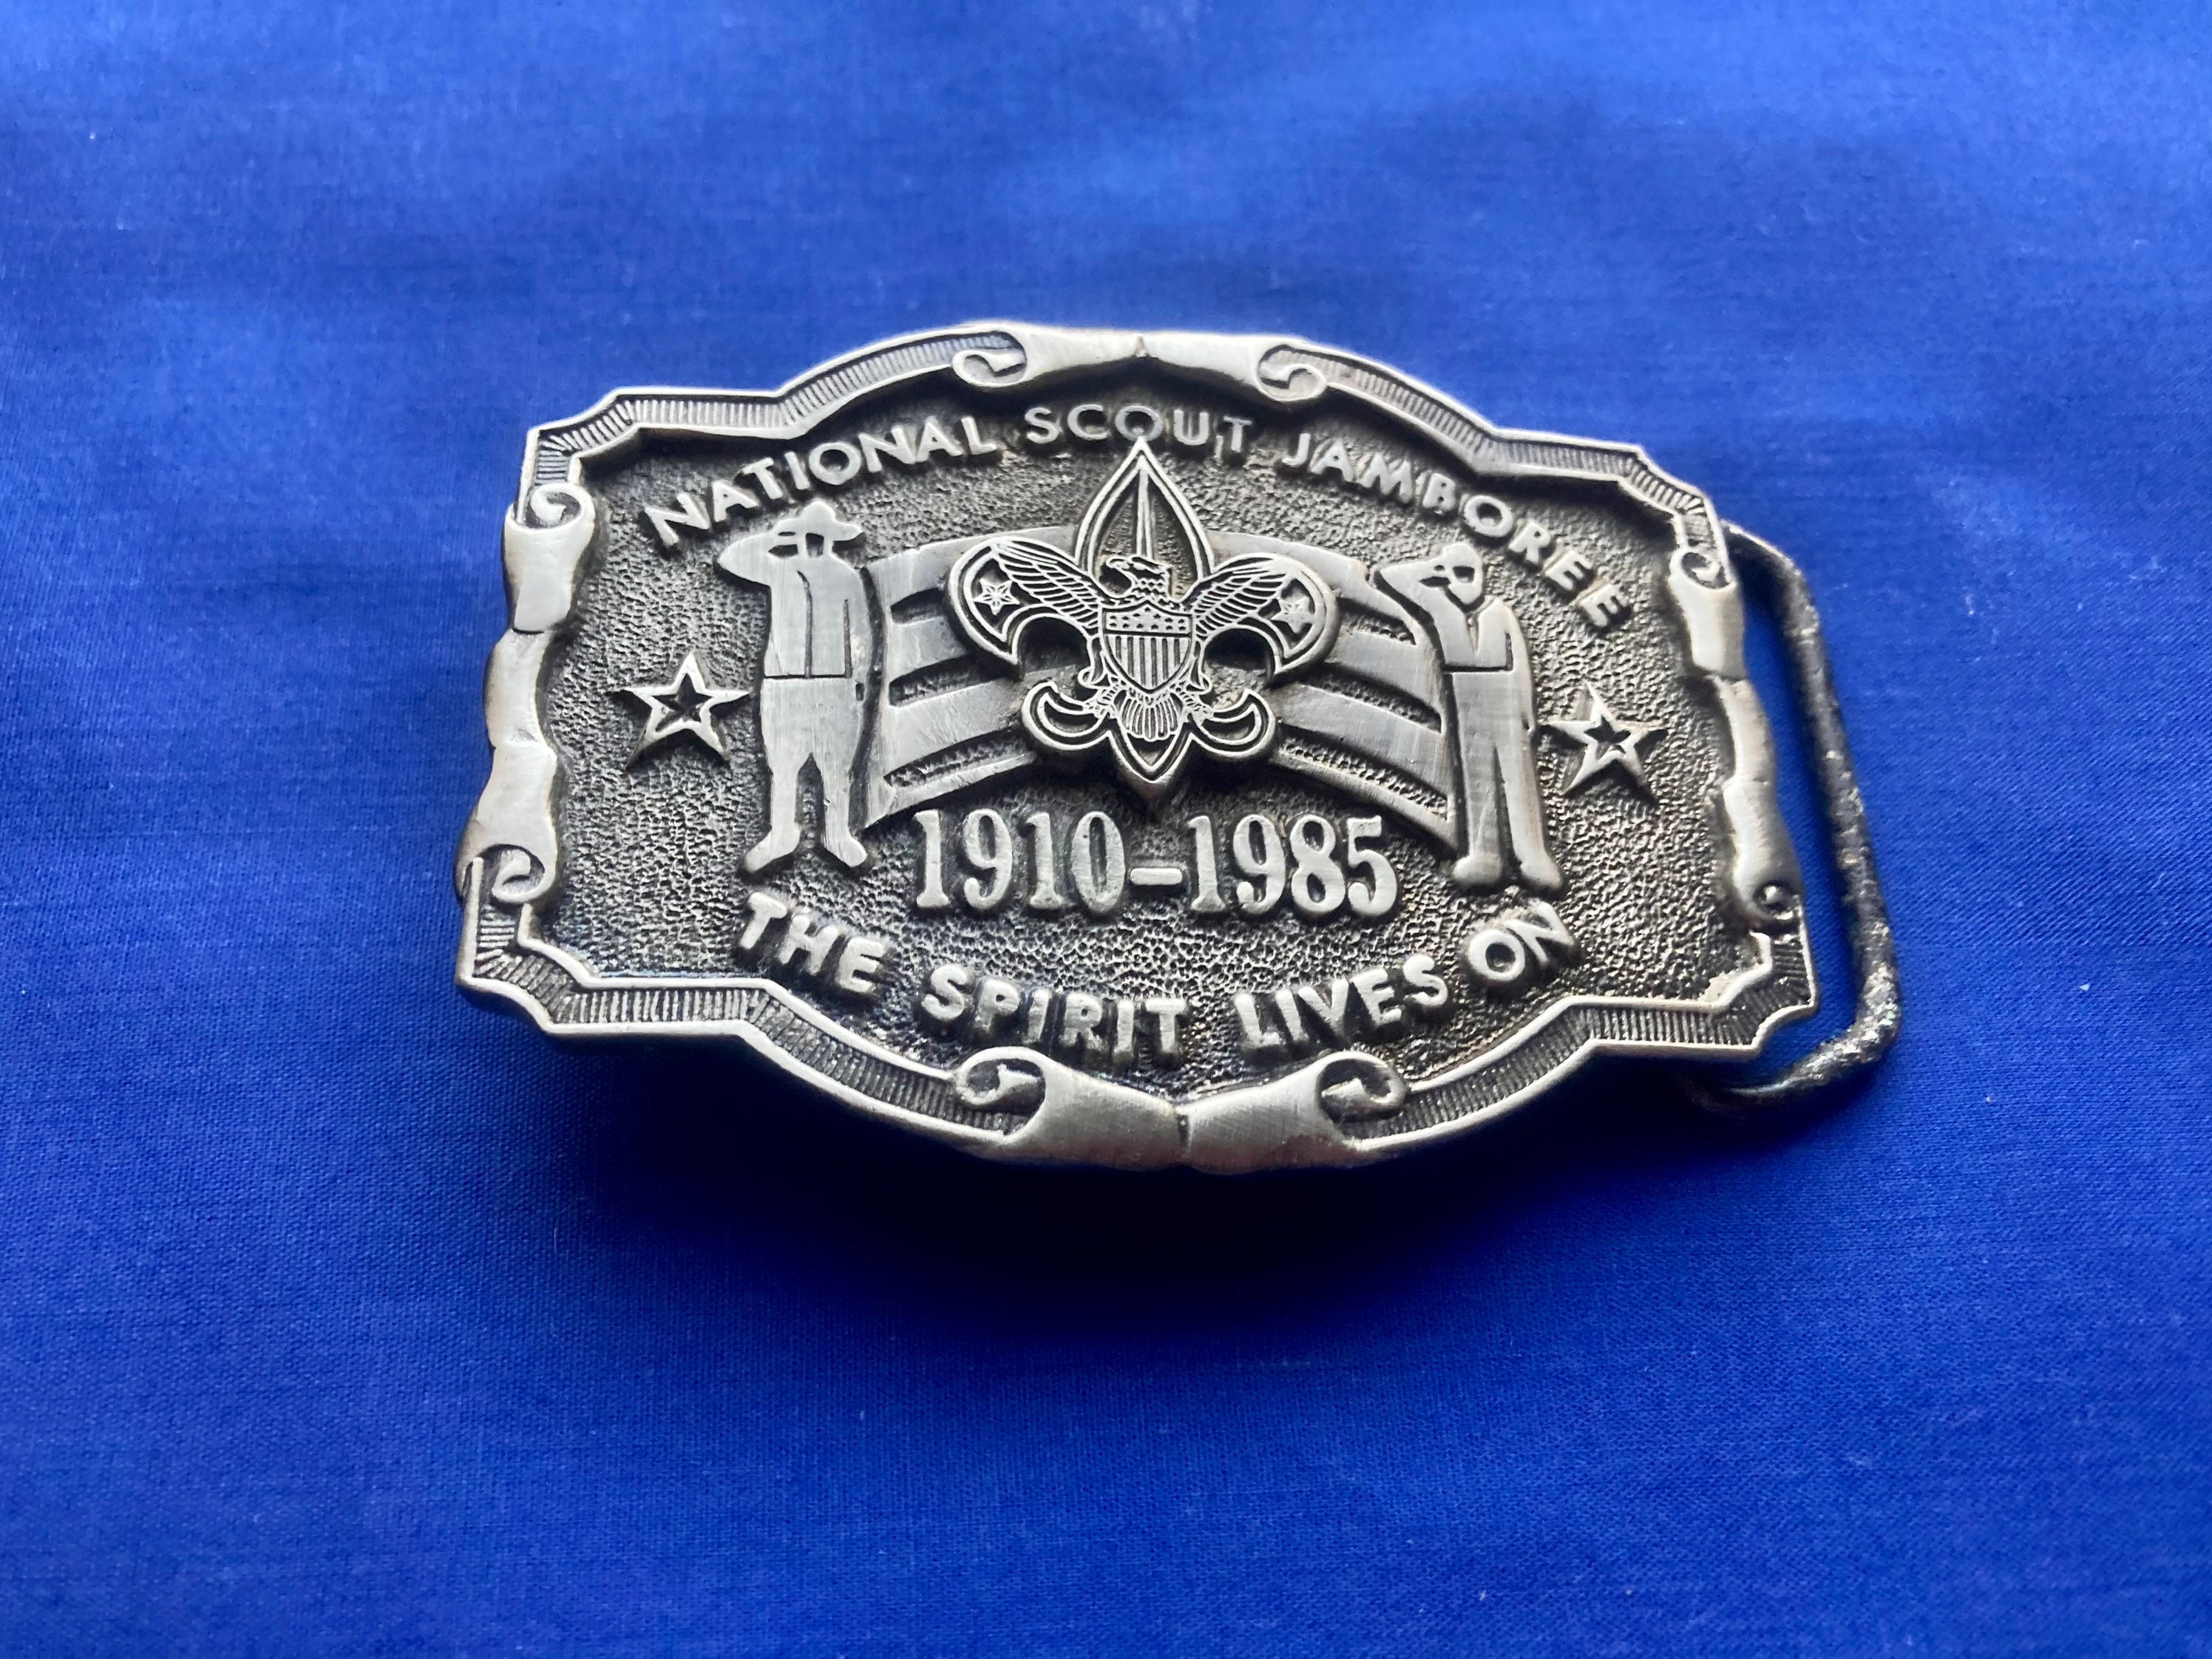 NATIONAL SCOUT JAMBOREE
1910–1985
THE SPIRIT LIVES ON